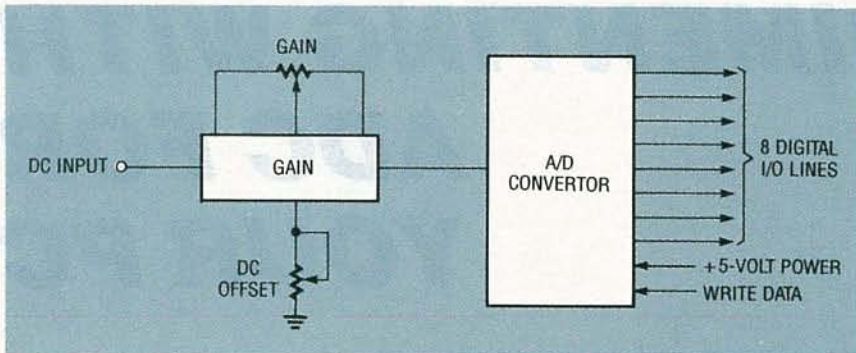 GAIN
DC INPUT
GAIN
DC
OFFSET
A/D
CONVERTOR
8 DIGITAL
I/O LINES
+5-VOLT POWER
WRITE DATA